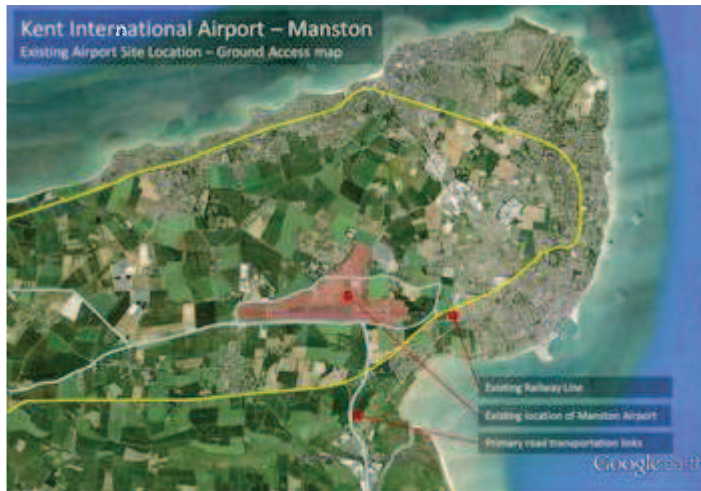 Kent International Airport – Manston
Existing Airport Site Location – Ground Access map
Existing Railway Line
Existing location of Manston Airport
Primary road transportation links
Google earth